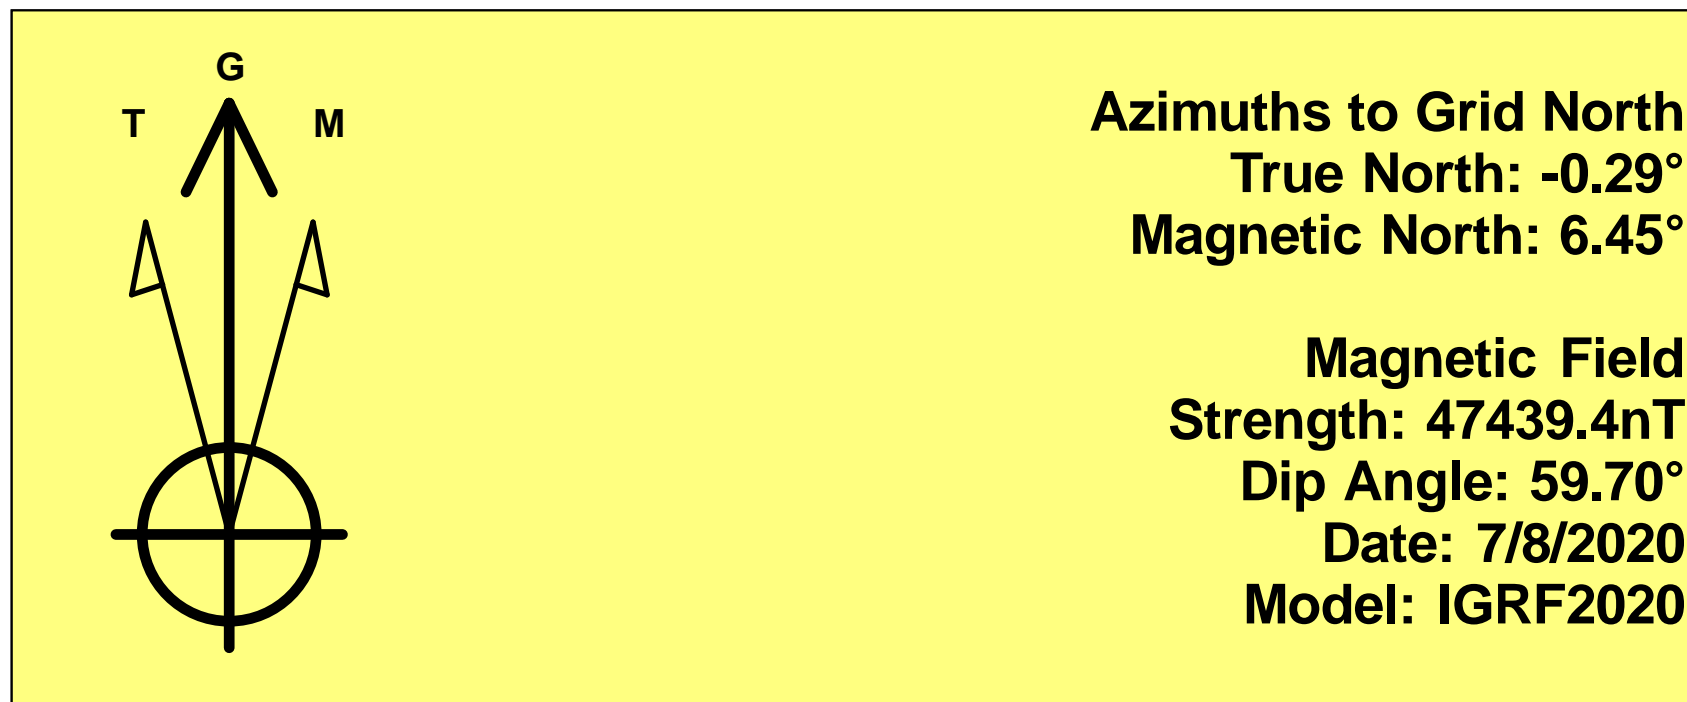 G
T M
Azimuths to Grid North
True North: -0.29°
Magnetic North: 6.45°
Magnetic Field
Strength: 47439.4nT
Dip Angle: 59.70°
Date: 7/8/2020
Model: IGRF2020